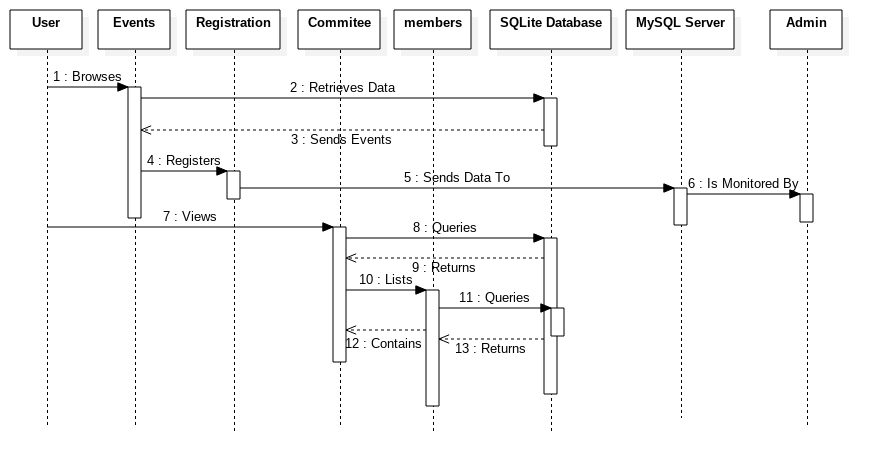 User
Events
Registration
Commitee
members
SQLite Database
MySQL Server
Admin
1 : Browses
2 : Retrieves Data
3 : Sends Events
4 : Registers
5 : Sends Data To
6 : Is Monitored By
7 : Views
8 : Queries
9 : Returns
10 : Lists
11 : Queries
12 : Contains
13 : Returns